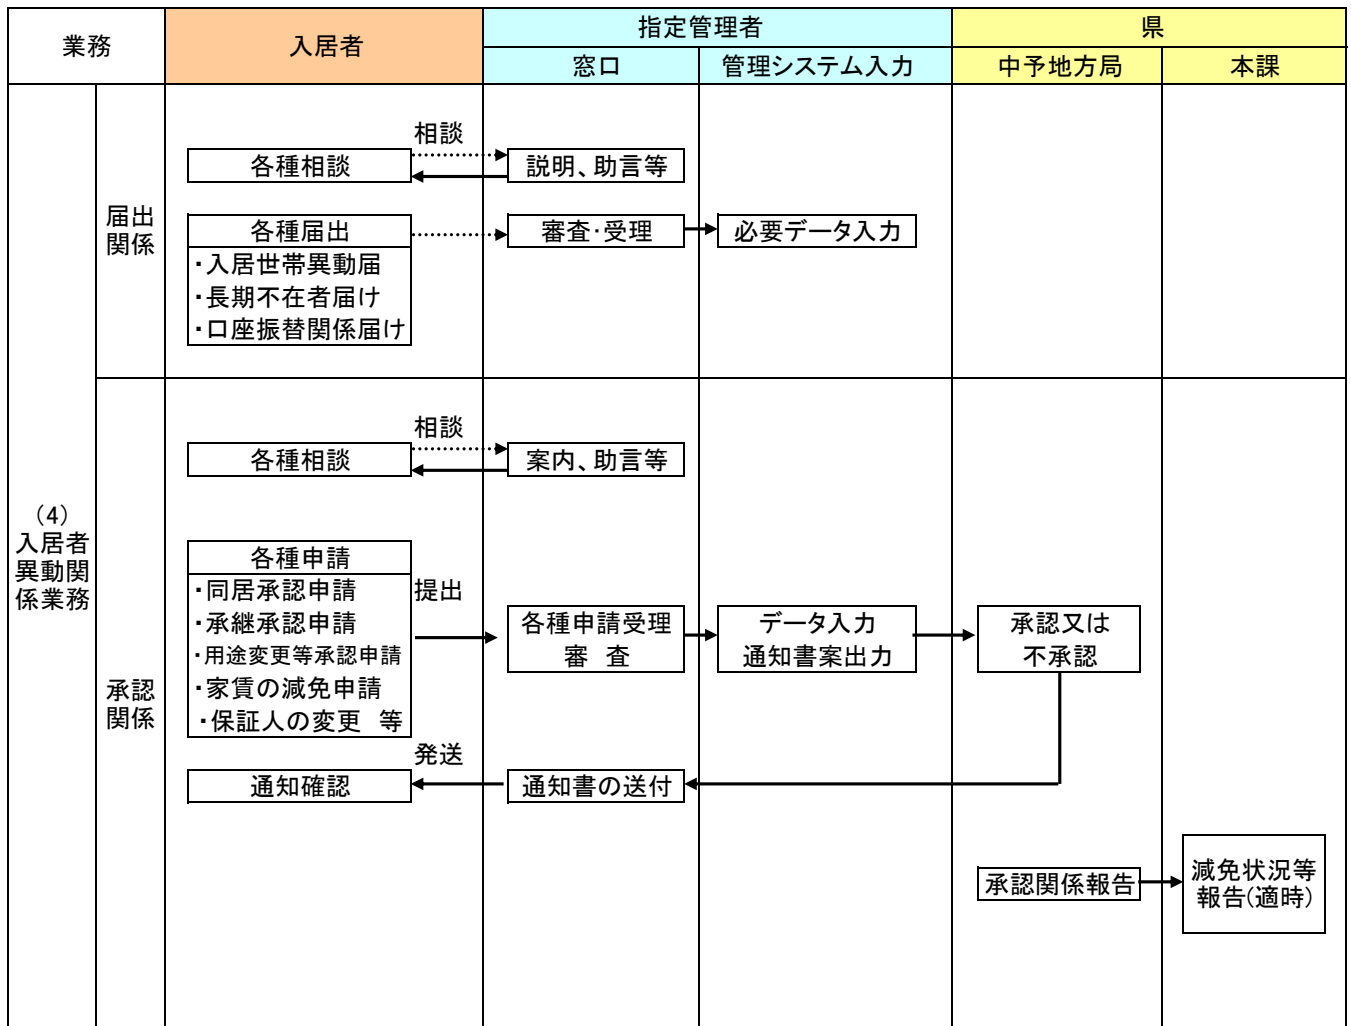 業務
入居者
指定管理者
県
窓口
管理システム入力
中予地方局
本課
(4)
入居者
異動関
係業務
届出
関係
相談
各種相談
説明、助言等
各種届出
審査･受理
必要データ入力
・入居世帯異動届
・長期不在者届け
・口座振替関係届け
承認
関係
相談
各種相談
案内、助言等
各種申請
・同居承認申請
・承継承認申請
・用途変更等承認申請
・家賃の減免申請
・保証人の変更 等
提出
各種申請受理
審 査
データ入力
通知書案出力
承認又は
不承認
発送
通知確認
通知書の送付
承認関係報告
減免状況等
報告(適時)